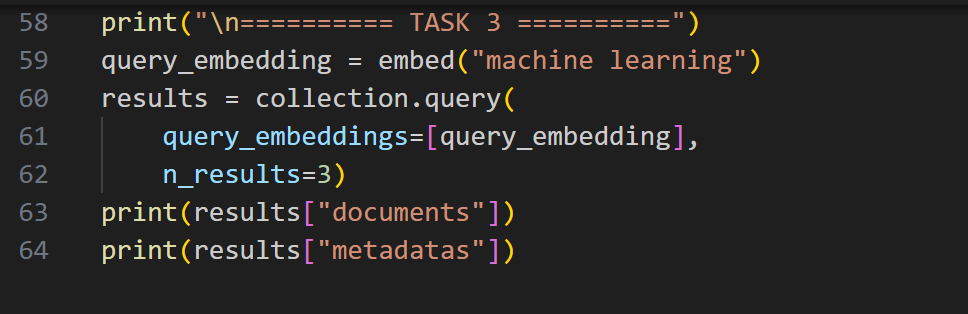 58 print("\n========== TASK 3 ==========")
59 query_embedding = embed("machine learning")
60 results = collection.query(
61     query_embeddings=[query_embedding],
62     n_results=3)
63 print(results["documents"])
64 print(results["metadatas"])